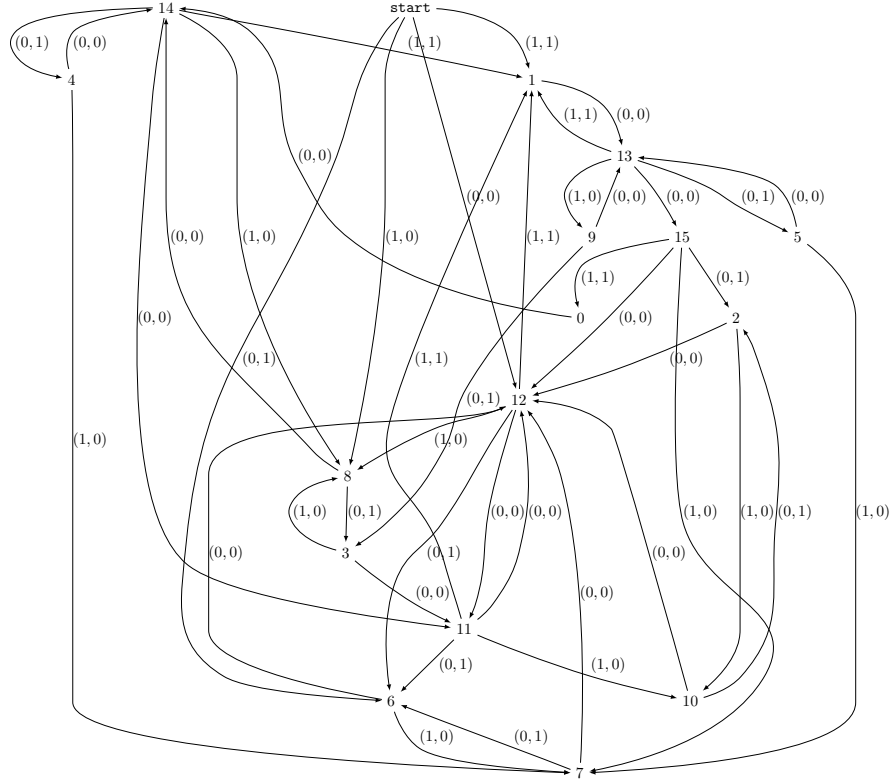 14 start
(0, 1) (0, 0) (1, 1) (1, 1)
4 1
(1, 1) (0, 0)
(0, 0) 13
(0, 0) (1, 0) (0, 0) (0, 0) (0, 1) (0, 0)
(0, 0) (1, 0) (1, 0) (1, 1) 9 15 5
(1, 1) (0, 1)
(0, 0) 0 (0, 0) 2
(0, 1) (1, 1) (0, 0)
(0, 1) 12
(1, 0) (1, 0)
8
(1, 0) (0, 1) (0, 0) (0, 0) (1, 0) (1, 0) (0, 1) (1, 0)
(0, 0) 3 (0, 1) (0, 0)
(0, 0) (0, 0)
11
(0, 1) (1, 0)
6 10
(1, 0) (0, 1)
7